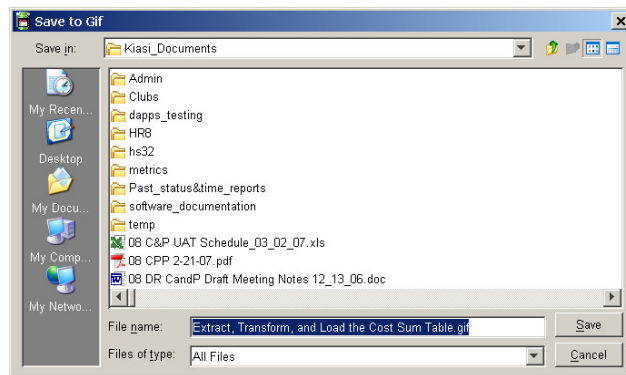 Save to Gif
Save in: Kiasi_Documents
Admin
My Recen...
Clubs
dapps_testing
HR8
Desktop
hs32
metrics
Past_status&time_reports
My Docu...
software_documentation
temp
08 C&P UAT Schedule_03_02_07.xls
My Comp...
08 CPP 2-21-07.pdf
08 DR CandP Draft Meeting Notes 12_13_06.doc
My Netwo...
File name: Extract, Transform, and Load the Cost Sum Table.gif Save
Files of type: All Files Cancel